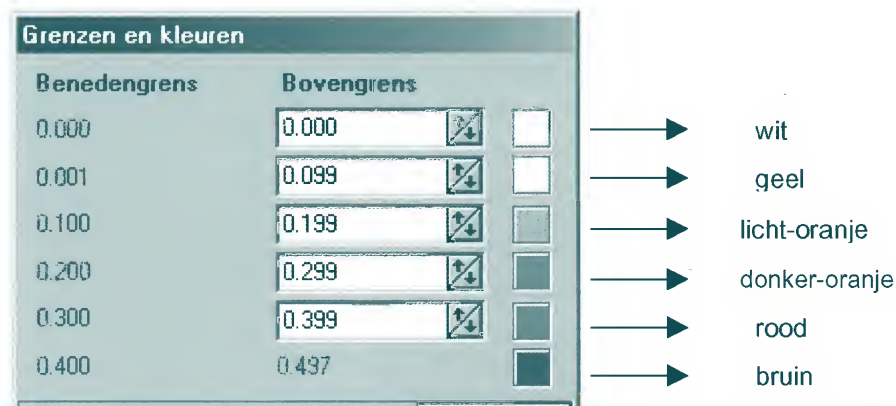 Grenzen en kleuren
Benedengrens Bovengrens
0.000 0.000 wit
0.001 0.099 geel
0.100 0.199 licht-oranje
0.200 0.299 donker-oranje
0.300 0.399 rood
0.400 0.497 bruin